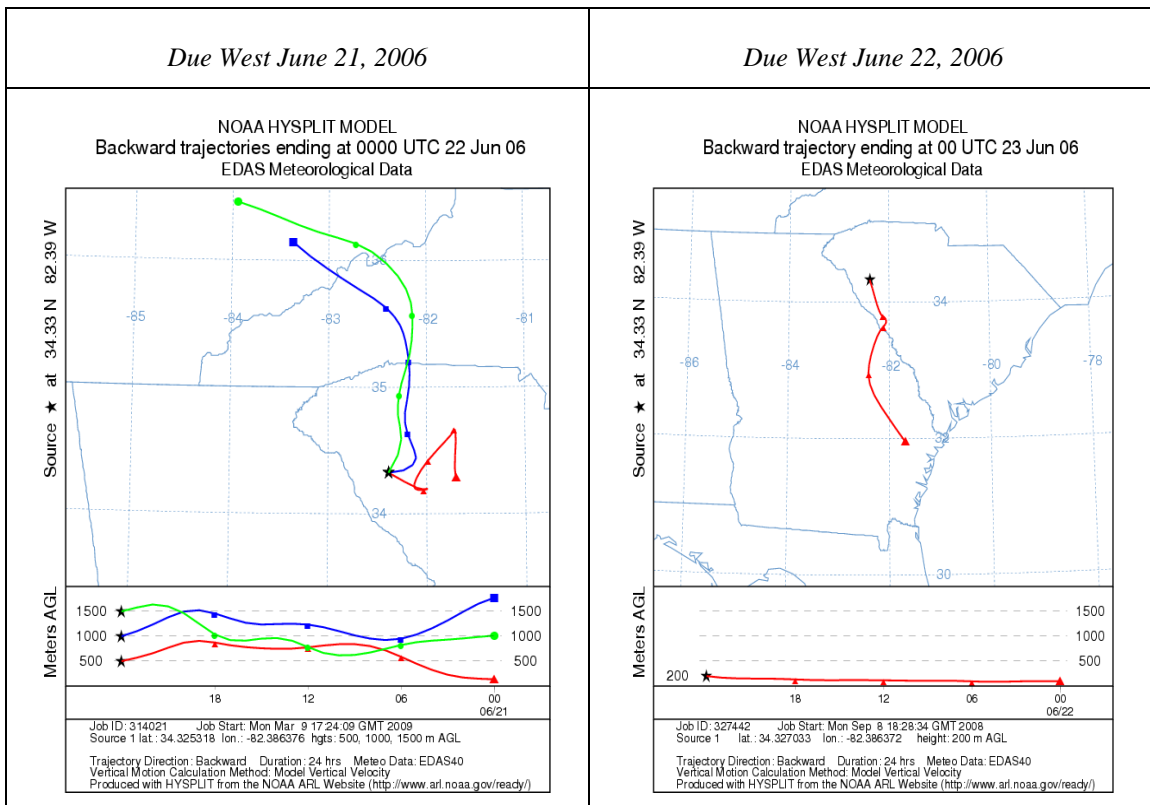 Due West June 21, 2006
Due West June 22, 2006
NOAA HYSPLIT MODEL
Backward trajectories ending at 0000 UTC 22 Jun 06
EDAS Meteorological Data
Source ★ at 34.33 N 82.39 W
-85
-84
-83
-82
-81
36
35
34
Meters AGL
1500
1000
500
1500
1000
500
18
12
06
00
06/21
Job ID: 314021 Job Start: Mon Mar 9 17:24:09 GMT 2009
Source 1 lat.: 34.325318 lon.: -82.386376 hgts: 500, 1000, 1500 m AGL
Trajectory Direction: Backward Duration: 24 hrs Meteo Data: EDAS40
Vertical Motion Calculation Method: Model Vertical Velocity
Produced with HYSPLIT from the NOAA ARL Website (http://www.arl.noaa.gov/ready/)
NOAA HYSPLIT MODEL
Backward trajectory ending at 00 UTC 23 Jun 06
EDAS Meteorological Data
Source ★ at 34.33 N 82.39 W
-86
-84
-82
-80
-78
34
32
30
Meters AGL
200
1500
1000
500
18
12
06
00
06/22
Job ID: 327442 Job Start: Mon Sep 8 18:28:34 GMT 2008
Source 1 lat.: 34.327033 lon.: -82.386372 height: 200 m AGL
Trajectory Direction: Backward Duration: 24 hrs Meteo Data: EDAS40
Vertical Motion Calculation Method: Model Vertical Velocity
Produced with HYSPLIT from the NOAA ARL Website (http://www.arl.noaa.gov/ready/)